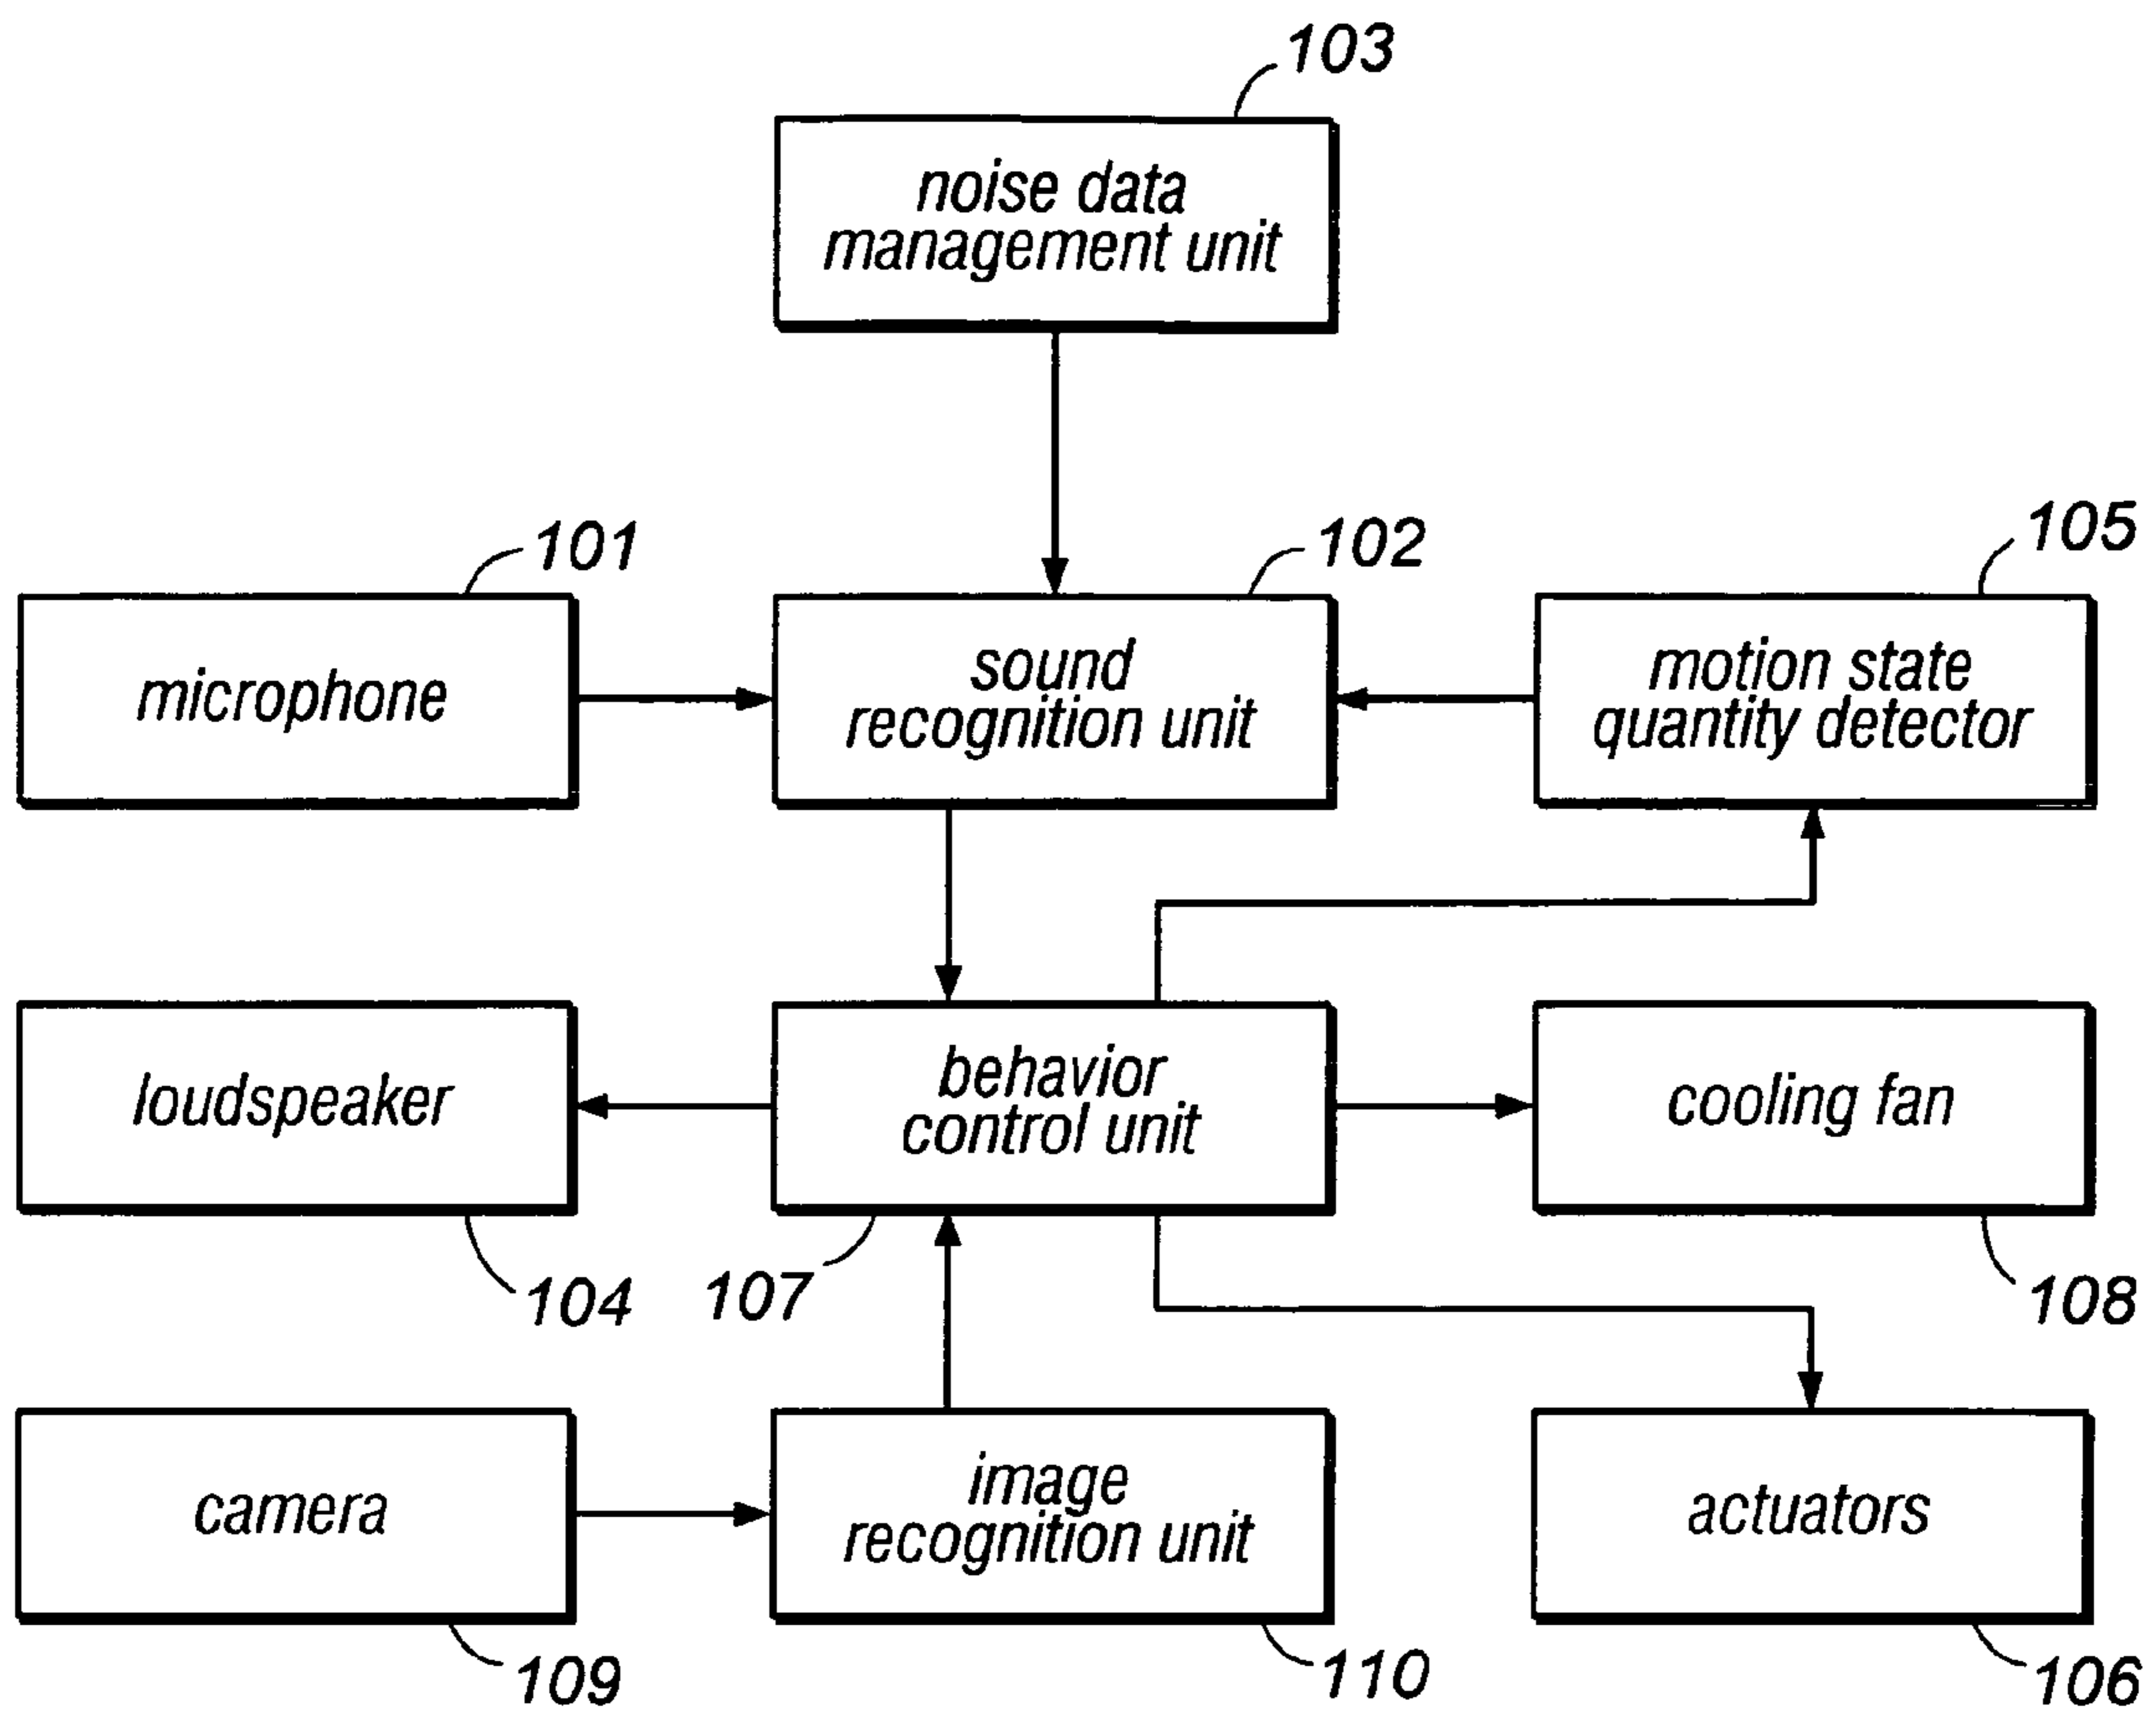 103
noise data
management unit
101
102
105
microphone
sound
recognition unit
motion state
quantity detector
loudspeaker
behavior
control unit
cooling fan
104
107
108
camera
image
recognition unit
actuators
109
110
106